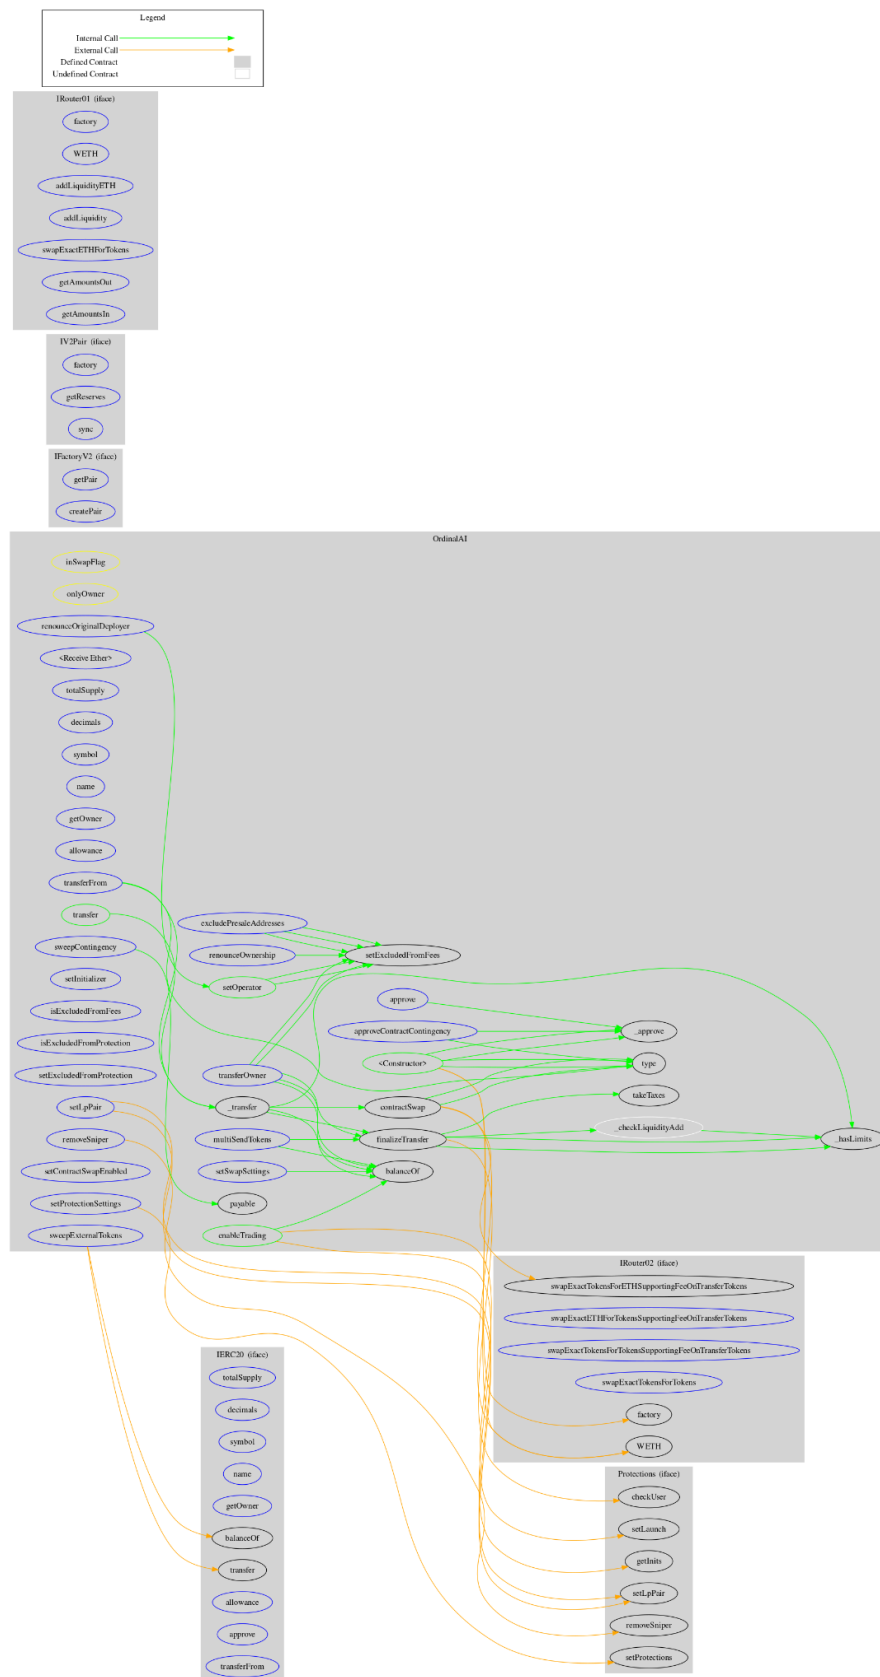 Legend
Internal Call
External Call
Defined Contract
Undefined Contract
IRouter01 (iface)
factory
WETH
addLiquidityETH
addLiquidity
swapExactETHForTokens
getAmountsOut
getAmountsIn
IV2Pair (iface)
factory
getReserves
sync
IFactoryV2 (iface)
getPair
createPair
OrdinalAI
inSwapFlag
onlyOwner
renounceOriginalDeployer
<Receive Ether>
totalSupply
decimals
symbol
name
getOwner
allowance
transferFrom
transfer
sweepContingency
setInitializer
isExcludedFromFees
isExcludedFromProtection
setExcludedFromProtection
setLpPair
removeSniper
setContractSwapEnabled
setProtectionSettings
sweepExternalTokens
excludePresaleAddresses
renounceOwnership
setOperator
transferOwner
_transfer
multiSendTokens
setSwapSettings
payable
enableTrading
setExcludedFromFees
approve
approveContractContingency
<Constructor>
contractSwap
finalizeTransfer
balanceOf
_approve
type
takeTaxes
_checkLiquidityAdd
_hasLimits
IRouter02 (iface)
swapExactTokensForETHSupportingFeeOnTransferTokens
swapExactETHForTokensSupportingFeeOnTransferTokens
swapExactTokensForTokensSupportingFeeOnTransferTokens
swapExactTokensForTokens
factory
WETH
IERC20 (iface)
totalSupply
decimals
symbol
name
getOwner
balanceOf
transfer
allowance
approve
transferFrom
Protections (iface)
checkUser
setLaunch
getInits
setLpPair
removeSniper
setProtections